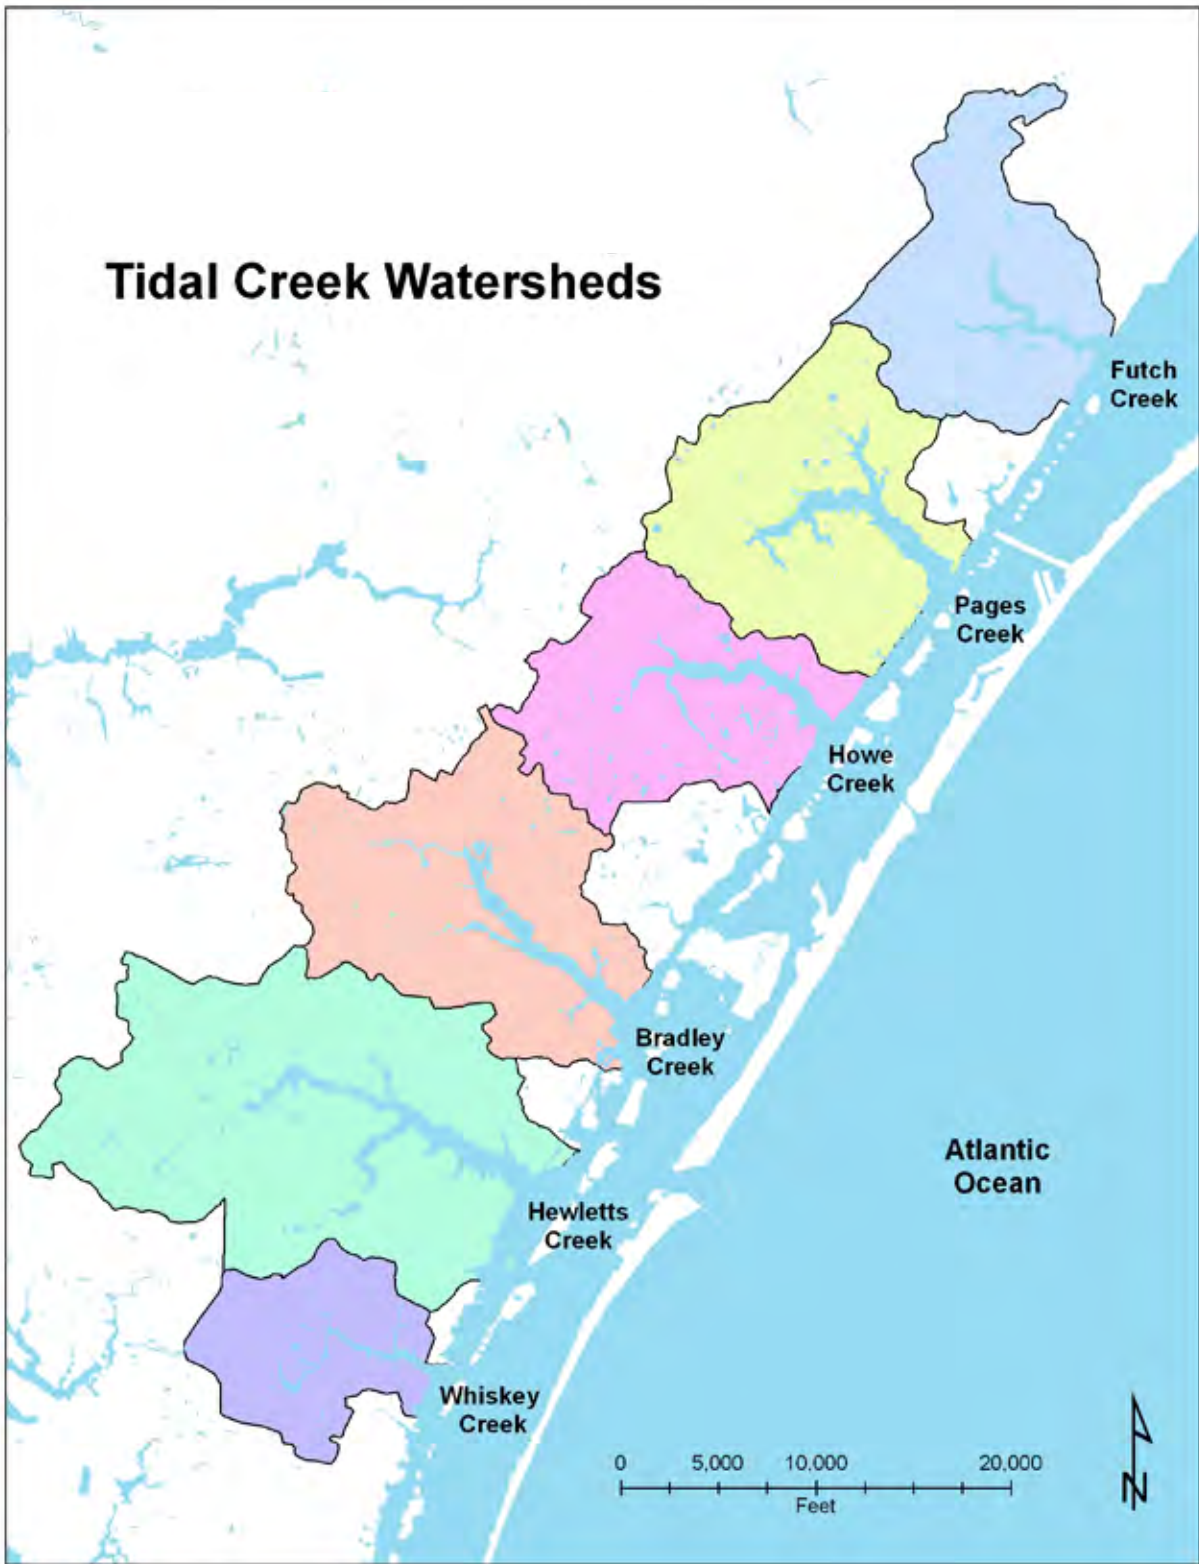 Tidal Creek Watersheds
Futch
Creek
Pages
Creek
Howe
Creek
Bradley
Creek
Atlantic
Ocean
Hewletts
Creek
Whiskey
Creek
0 5,000 10,000 20,000
Feet
N